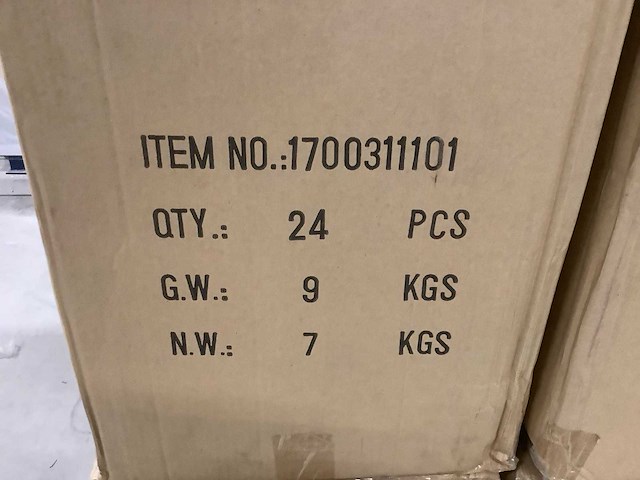 ITEM NO.:1700311101
QTY.: 24 PCS
G.W.: 9 KGS
N.W.: 7 KGS